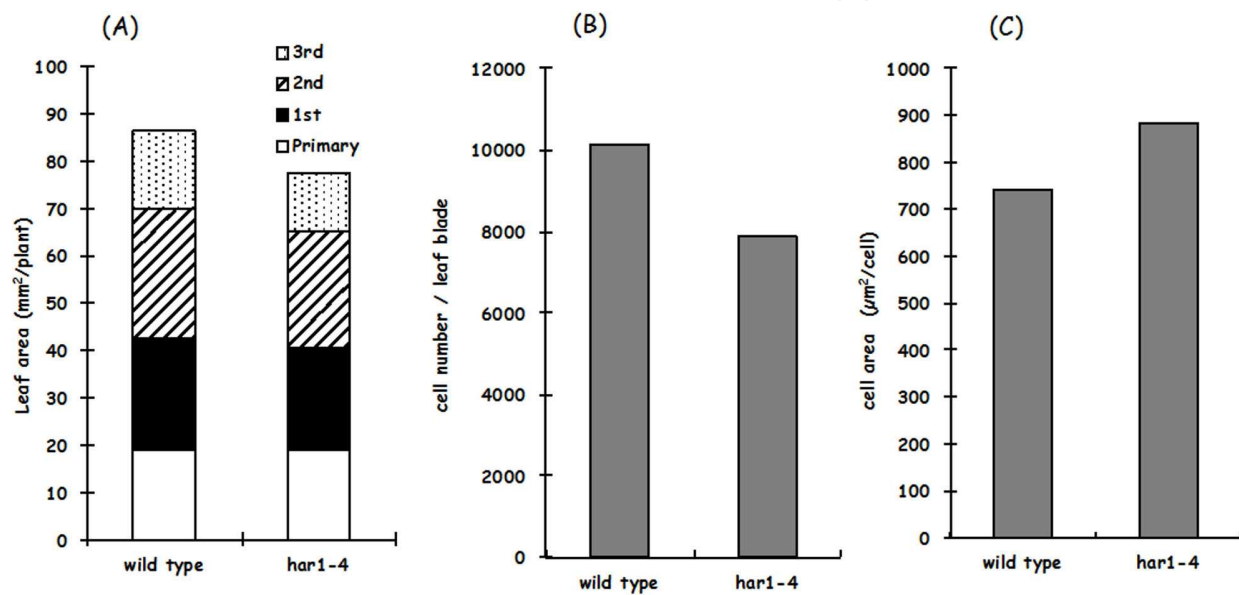 (A)
3rd
2nd
1st
Primary
Leaf area (mm²/plant)
100
90
80
70
60
50
40
30
20
10
0
wild type
har1-4
(B)
cell number / leaf blade
12000
10000
8000
6000
4000
2000
0
wild type
har1-4
(C)
cell area (µm²/cell)
1000
900
800
700
600
500
400
300
200
100
0
wild type
har1-4